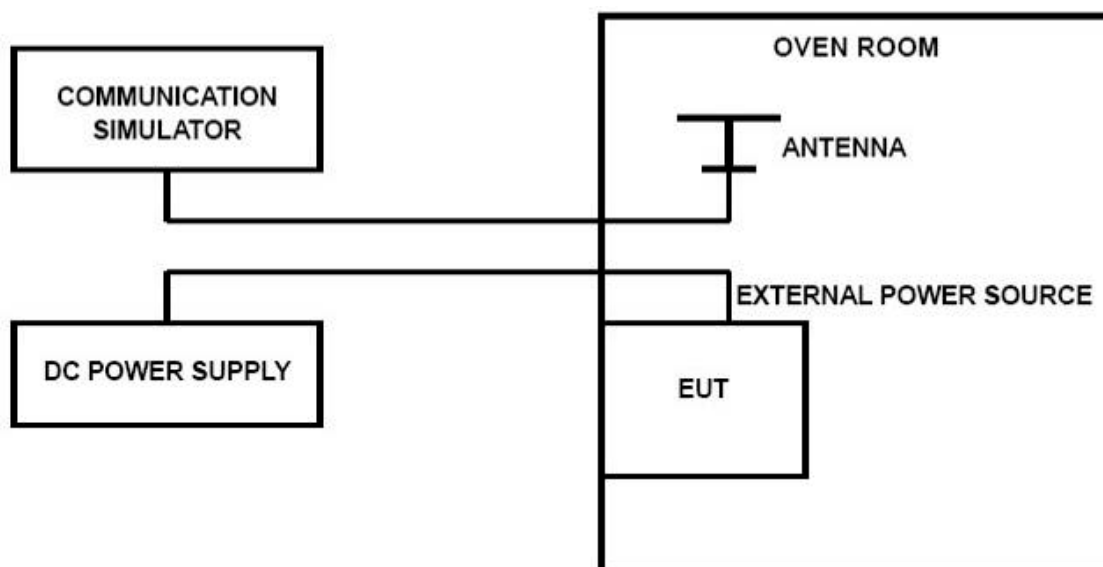 COMMUNICATION
SIMULATOR
OVEN ROOM
ANTENNA
EXTERNAL POWER SOURCE
DC POWER SUPPLY
EUT